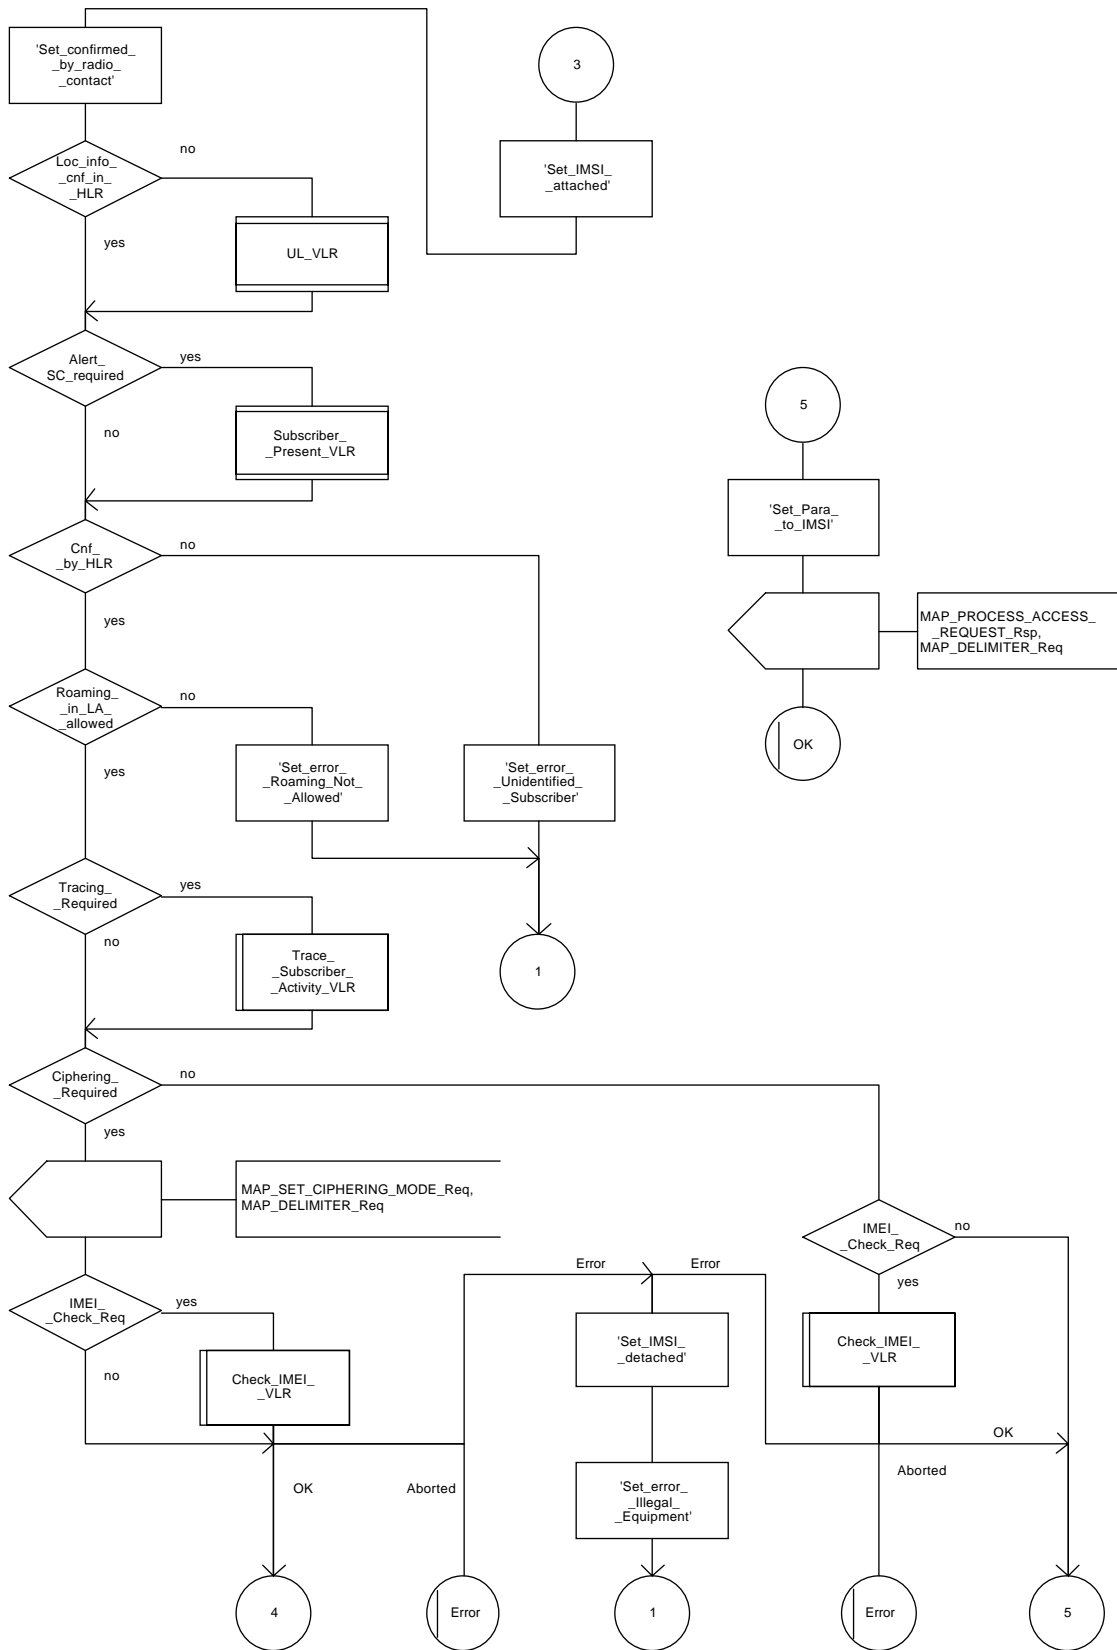 'Set_confirmed_
_by_radio_
_contact'
3
Loc_info_
_cnf_in_
_HLR
no
yes
'Set_IMSI_
_attached'
UL_VLR
Alert_
SC_required
yes
no
Subscriber_
_Present_VLR
5
'Set_Para_
_to_IMSI'
Cnf_
_by_HLR
no
yes
MAP_PROCESS_ACCESS_
_REQUEST_Rsp,
MAP_DELIMITER_Req
OK
Roaming_
_in_LA_
_allowed
no
yes
'Set_error_
_Roaming_Not_
_Allowed'
'Set_error_
_Unidentified_
_Subscriber'
Tracing_
_Required
yes
no
Trace_
_Subscriber_
_Activity_VLR
1
Ciphering_
_Required
no
yes
MAP_SET_CIPHERING_MODE_Req,
MAP_DELIMITER_Req
IMEI_
_Check_Req
no
yes
Error
Error
IMEI_
_Check_Req
yes
no
Check_IMEI_
_VLR
'Set_IMSI_
_detached'
Check_IMEI_
_VLR
OK
OK
Aborted
Aborted
'Set_error_
_Illegal_
_Equipment'
4
Error
1
Error
5